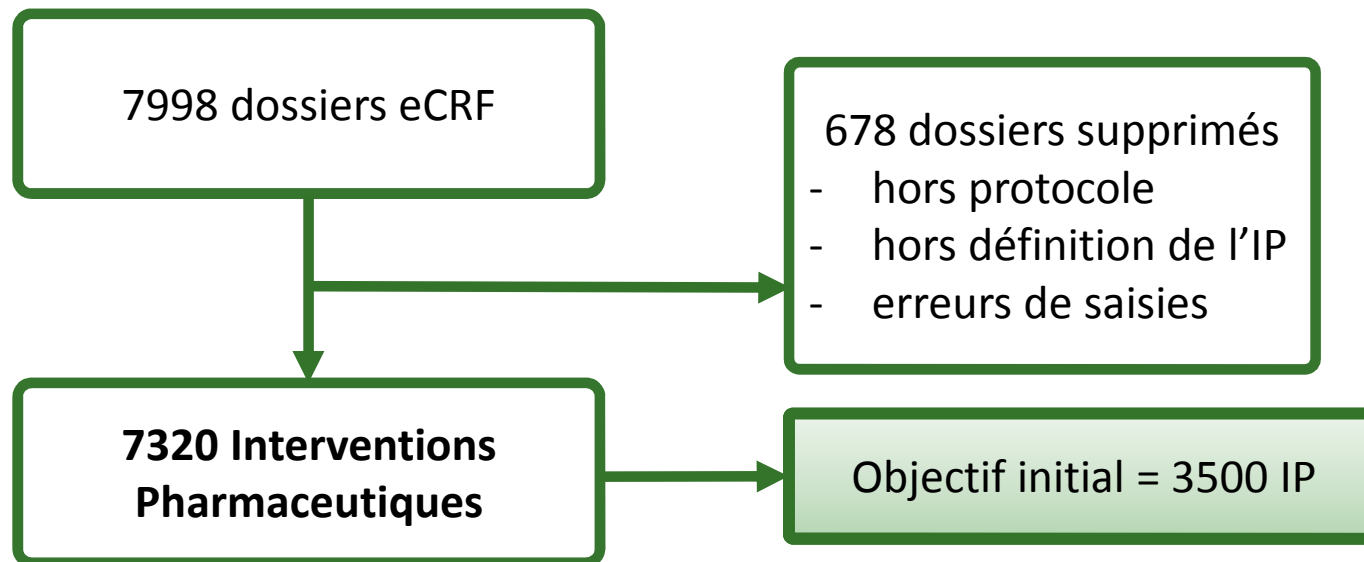 7998 dossiers eCRF
678 dossiers supprimés
- hors protocole
- hors définition de l’IP
- erreurs de saisies
7320 Interventions
Pharmaceutiques
Objectif initial = 3500 IP